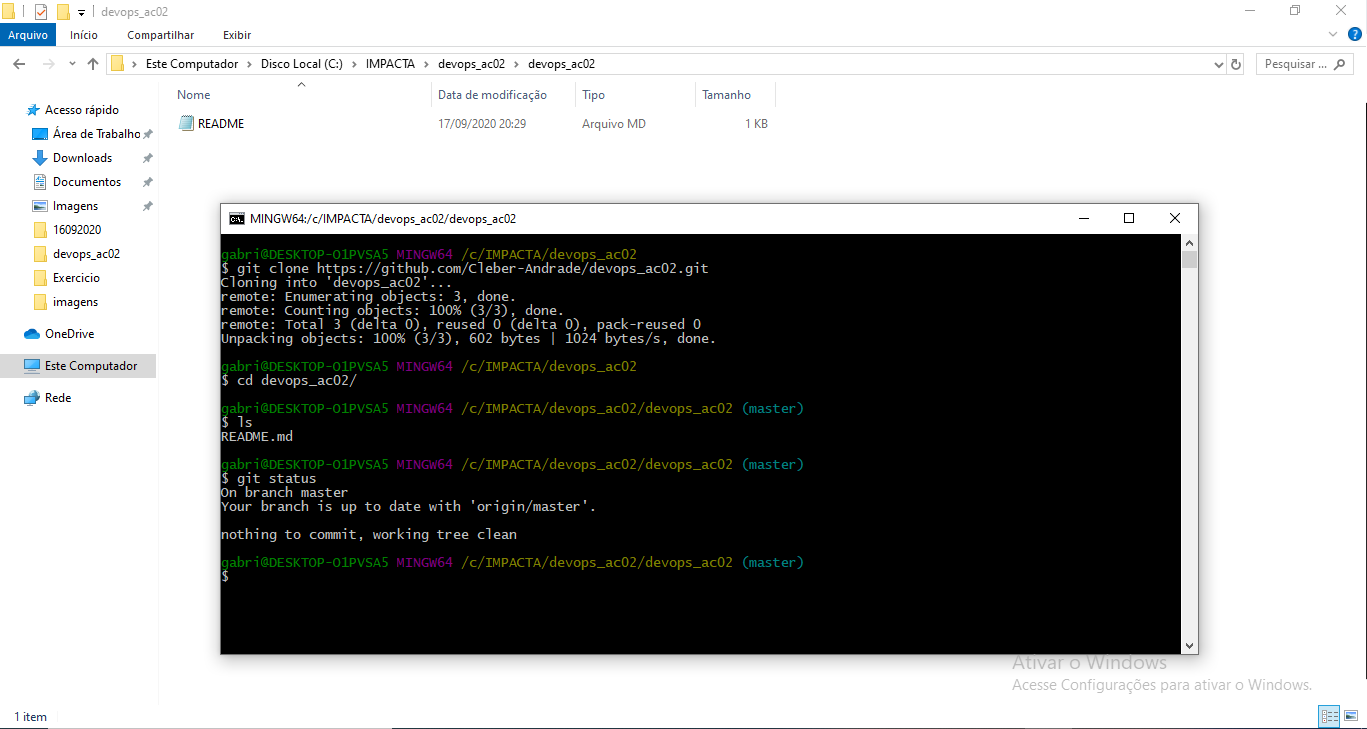 devops_ac02
Arquivo Início Compartilhar Exibir
Este Computador > Disco Local (C:) > IMPACTA > devops_ac02 > devops_ac02
Pesquisar ...
Nome Data de modificação Tipo Tamanho
README 17/09/2020 20:29 Arquivo MD 1 KB
Acesso rápido
Área de Trabalho
Downloads
Documentos
Imagens
16092020
devops_ac02
Exercicio
imagens
OneDrive
Este Computador
Rede
MINGW64:/c/IMPACTA/devops_ac02/devops_ac02
gabri@DESKTOP-O1PVSA5 MINGW64 /c/IMPACTA/devops_ac02
$ git clone https://github.com/Cleber-Andrade/devops_ac02.git
Cloning into 'devops_ac02'...
remote: Enumerating objects: 3, done.
remote: Counting objects: 100% (3/3), done.
remote: Total 3 (delta 0), reused 0 (delta 0), pack-reused 0
Unpacking objects: 100% (3/3), 602 bytes | 1024 bytes/s, done.
gabri@DESKTOP-O1PVSA5 MINGW64 /c/IMPACTA/devops_ac02
$ cd devops_ac02/
gabri@DESKTOP-O1PVSA5 MINGW64 /c/IMPACTA/devops_ac02/devops_ac02 (master)
$ ls
README.md
gabri@DESKTOP-O1PVSA5 MINGW64 /c/IMPACTA/devops_ac02/devops_ac02 (master)
$ git status
On branch master
Your branch is up to date with 'origin/master'.
nothing to commit, working tree clean
gabri@DESKTOP-O1PVSA5 MINGW64 /c/IMPACTA/devops_ac02/devops_ac02 (master)
$
Ativar o Windows
Acesse Configurações para ativar o Windows.
1 item